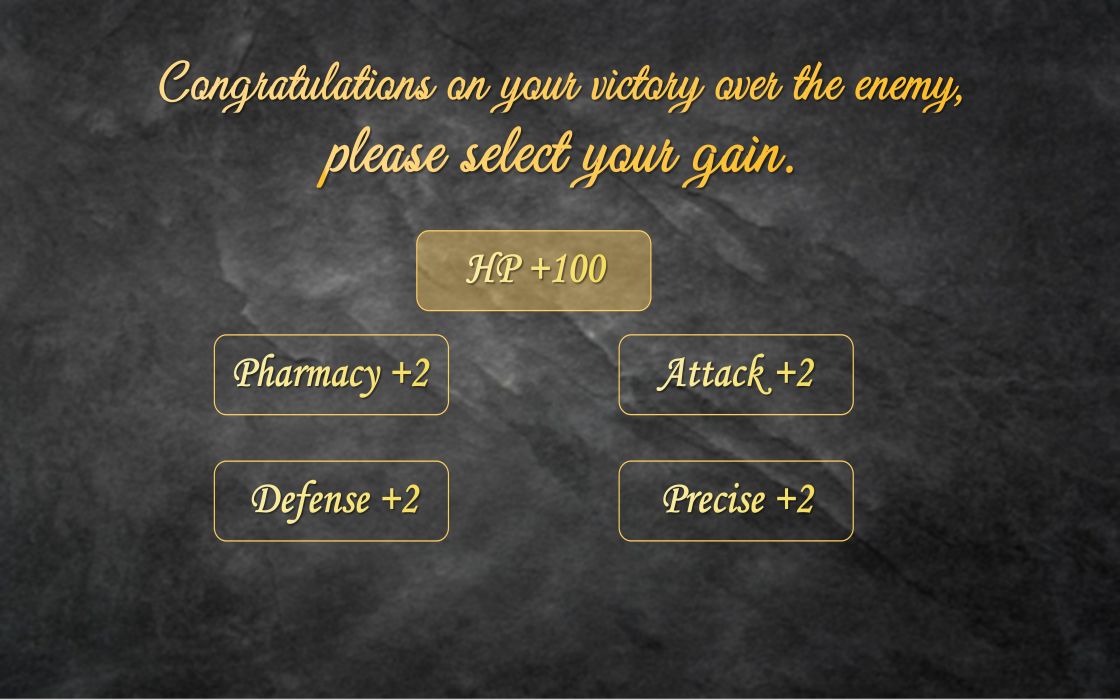 Congratulations on your victory over the enemy,
please select your gain.
HP +100
Pharmacy +2
Attack +2
Defense +2
Precise +2